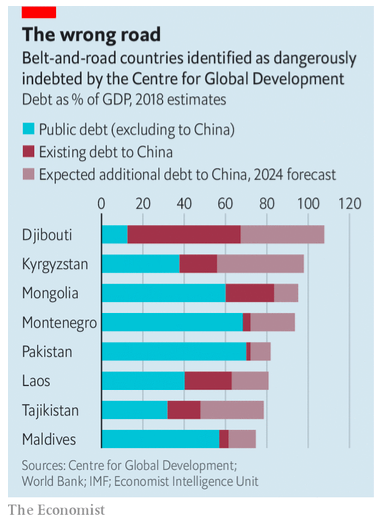 The wrong road
Belt-and-road countries identified as dangerously
indebted by the Centre for Global Development
Debt as % of GDP, 2018 estimates
Public debt (excluding to China)
Existing debt to China
Expected additional debt to China, 2024 forecast
0 20 40 60 80 100 120
Djibouti
Kyrgyzstan
Mongolia
Montenegro
Pakistan
Laos
Tajikistan
Maldives
Sources: Centre for Global Development;
World Bank; IMF; Economist Intelligence Unit
The Economist